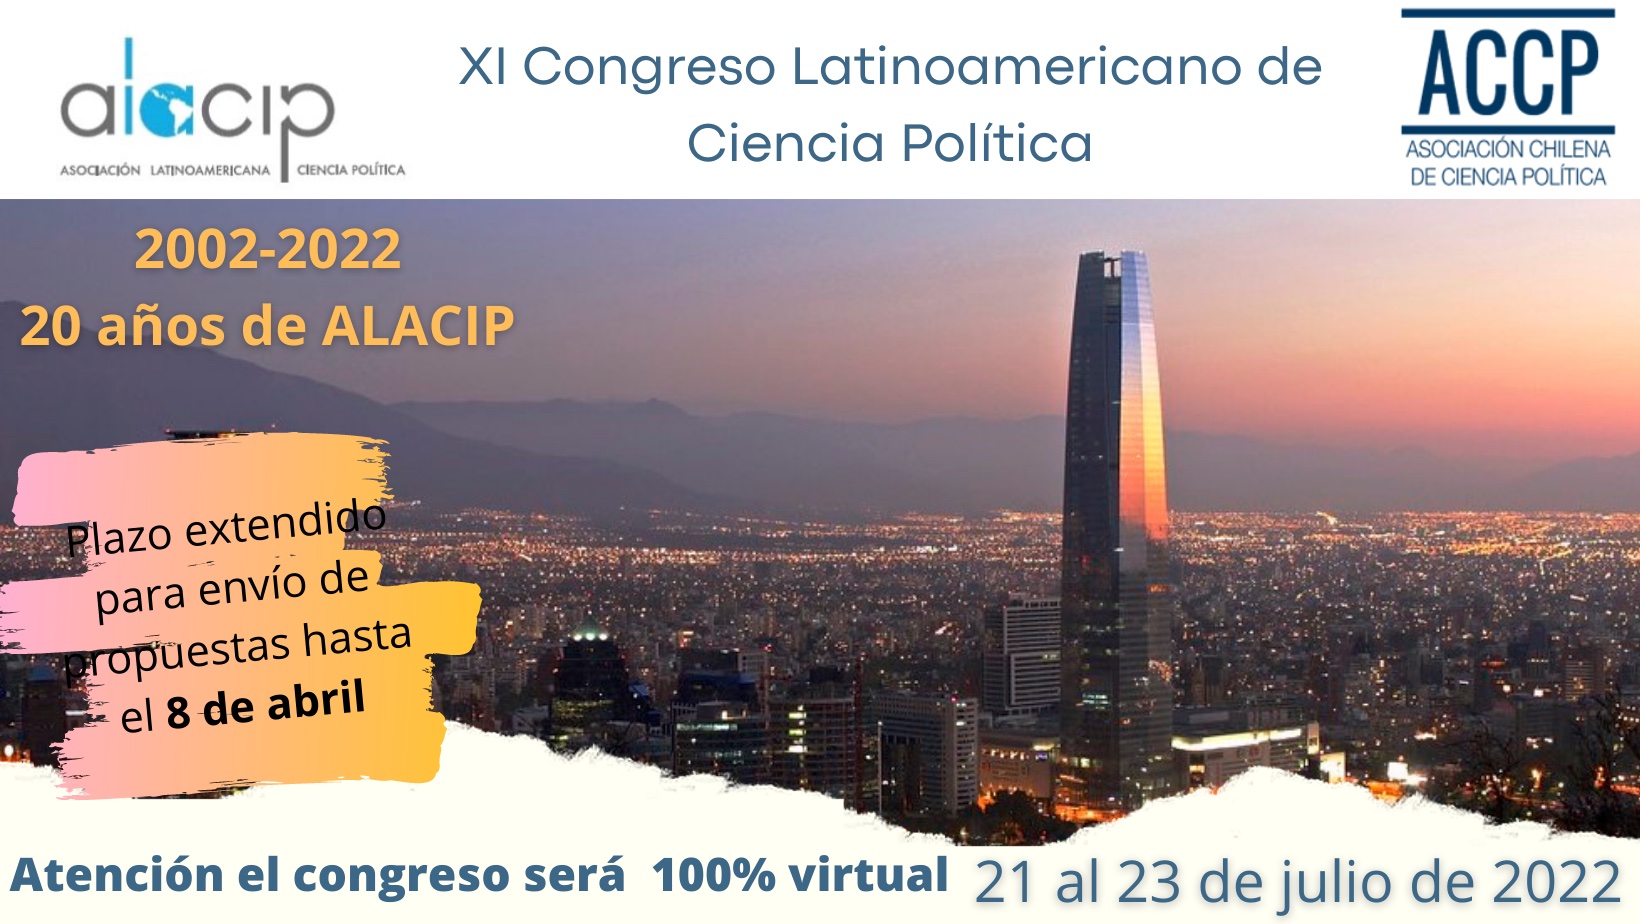 alacip
ASOCIACIÓN LATINOAMERICANA CIENCIA POLÍTICA
XI Congreso Latinoamericano de
Ciencia Política
ACCP
ASOCIACIÓN CHILENA
DE CIENCIA POLÍTICA
2002-2022
20 años de ALACIP
Plazo extendido
para envío de
propuestas hasta
el 8 de abril
Atención el congreso será 100% virtual
21 al 23 de julio de 2022